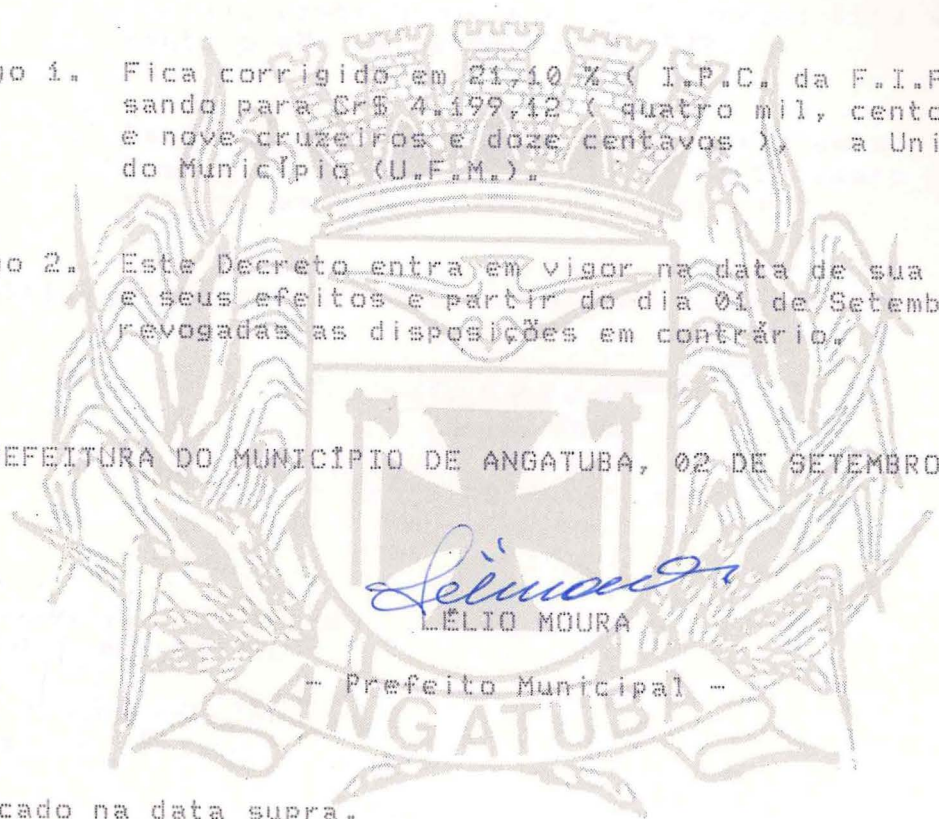 go 1. Fica corrigido em 21,10 % ( I.P.C. da F.I.P
sando para Cr$ 4.199,12 ( quatro mil, cento
e nove cruzeiros e doze centavos ), a Uni
do Município (U.F.M.).
go 2. Este Decreto entra em vigor na data de sua
e seus efeitos e partir do dia 01 de Setemb
revogadas as disposições em contrário.
EFEITURA DO MUNICÍPIO DE ANGATUBA, 02 DE SETEMBRO
LÉLIO MOURA
- Prefeito Municipal -
ANGATUBA
cado na data supra.